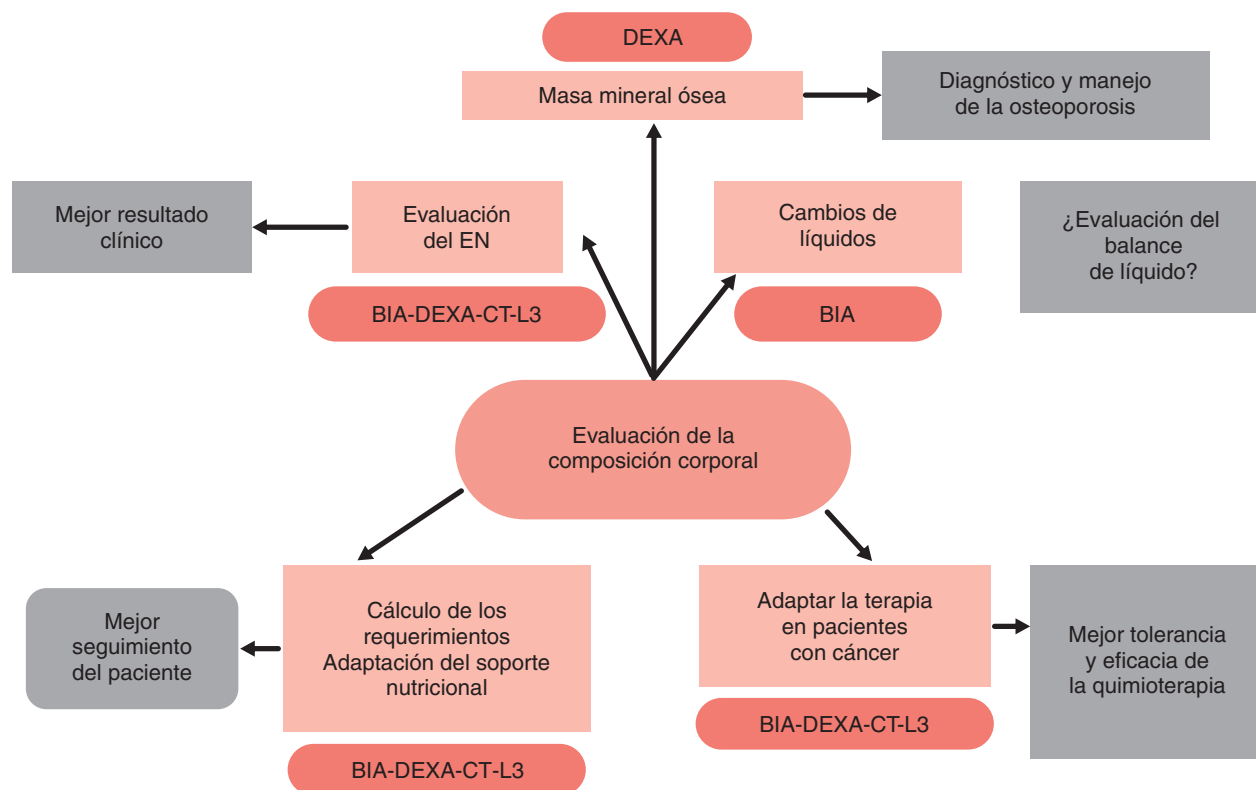 DEXA
Masa mineral ósea
Diagnóstico y manejo
de la osteoporosis
Mejor resultado
clínico
Evaluación
del EN
Cambios de
líquidos
¿Evaluación del
balance
de líquido?
BIA-DEXA-CT-L3
BIA
Evaluación de la
composición corporal
Mejor
seguimiento
del paciente
Cálculo de los
requerimientos
Adaptación del soporte
nutricional
Adaptar la terapia
en pacientes
con cáncer
Mejor tolerancia
y eficacia de
la quimioterapia
BIA-DEXA-CT-L3
BIA-DEXA-CT-L3